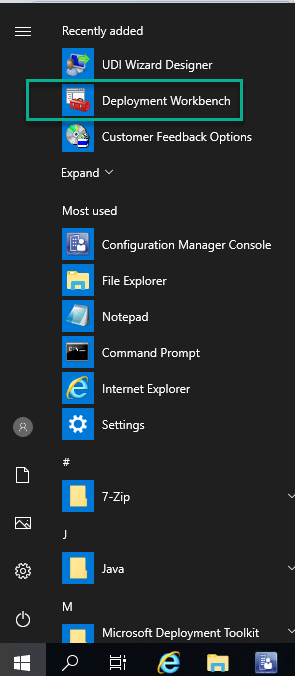 Recently added
UDI Wizard Designer
Deployment Workbench
Customer Feedback Options
Expand
Most used
Configuration Manager Console
File Explorer
Notepad
Command Prompt
Internet Explorer
Settings
#
7-Zip
J
Java
M
Microsoft Deployment Toolkit